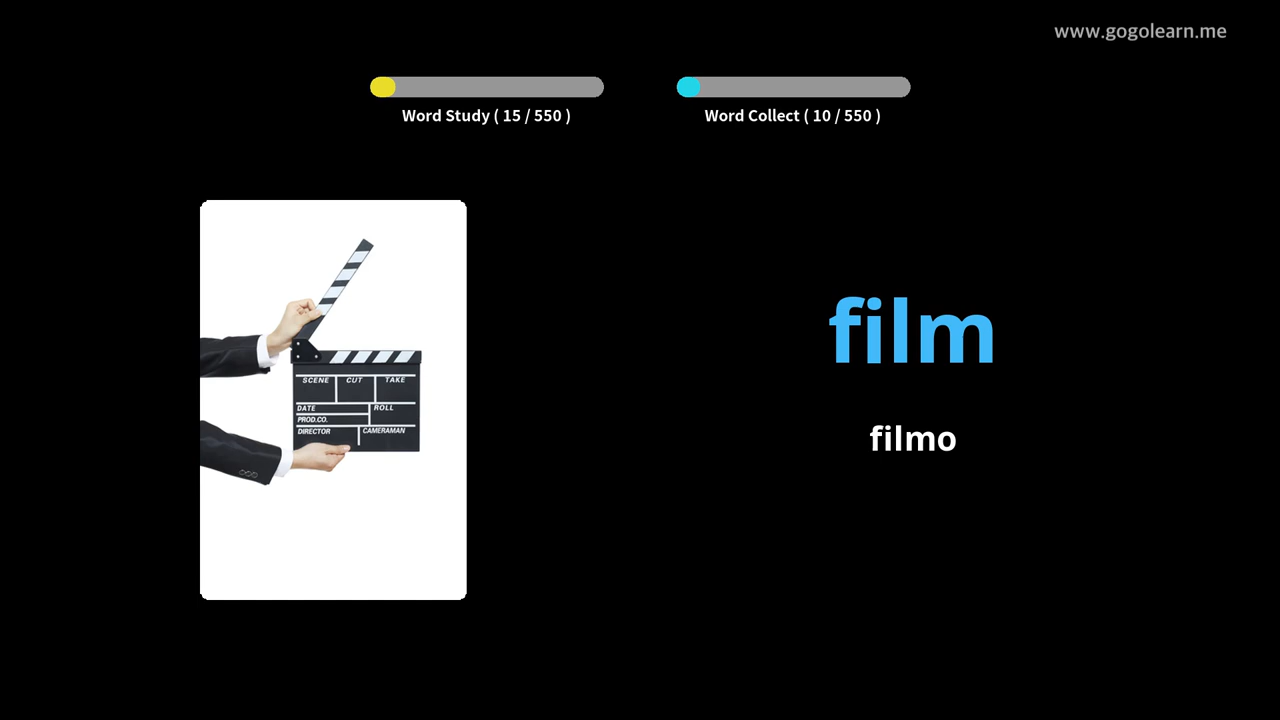 www.gogolearn.me
Word Study ( 15 / 550 )
Word Collect ( 10 / 550 )
SCENE CUT TAKE
DATE ROLL
PROD.CO.
DIRECTOR CAMERAMAN
film
filmo